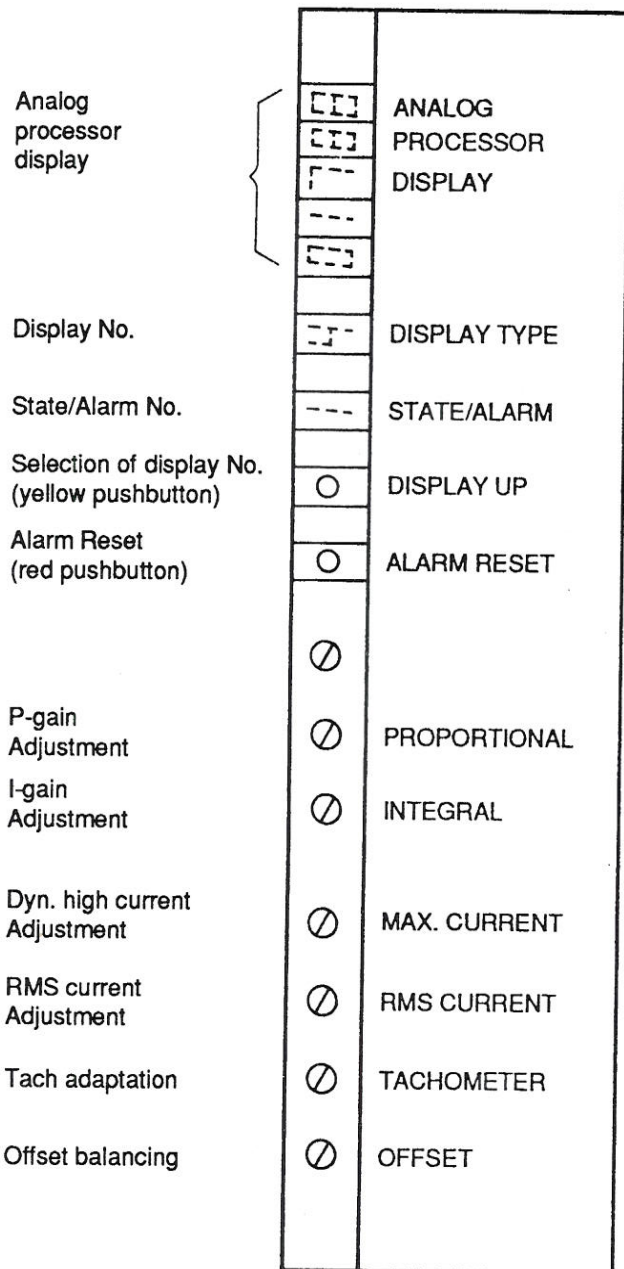 Analog
processor
display
ANALOG
PROCESSOR
DISPLAY
Display No.
DISPLAY TYPE
State/Alarm No.
STATE/ALARM
Selection of display No.
(yellow pushbutton)
DISPLAY UP
Alarm Reset
(red pushbutton)
ALARM RESET
P-gain
Adjustment
PROPORTIONAL
I-gain
Adjustment
INTEGRAL
Dyn. high current
Adjustment
MAX. CURRENT
RMS current
Adjustment
RMS CURRENT
Tach adaptation
TACHOMETER
Offset balancing
OFFSET